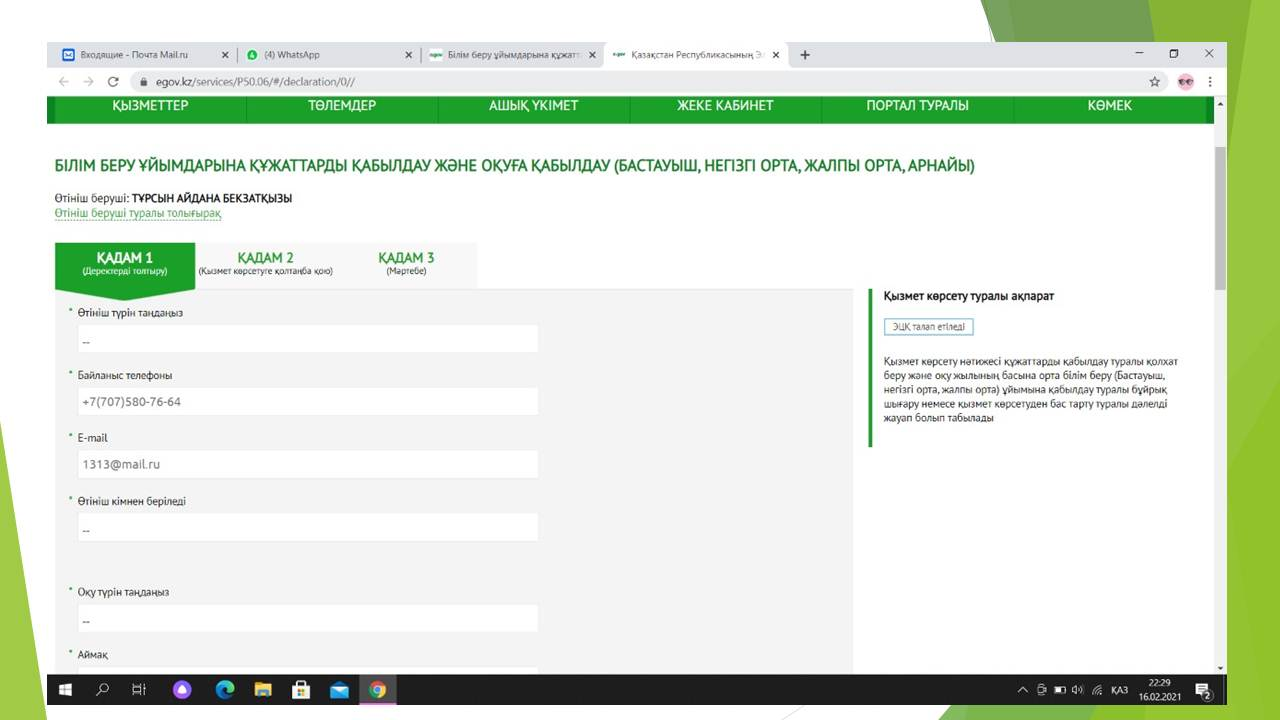 Входящие - Почта Mail.ru
(4) WhatsApp
Білім беру ұйымдарына құжатт
Қазақстан Республикасының Эл
egov.kz/services/P50.06/#/declaration/0//
ҚЫЗМЕТТЕР ТӨЛЕМДЕР АШЫҚ ҮКІМЕТ ЖЕКЕ КАБИНЕТ ПОРТАЛ ТУРАЛЫ КӨМЕК
БІЛІМ БЕРУ ҰЙЫМДАРЫНА ҚҰЖАТТАРДЫ ҚАБЫЛДАУ ЖӘНЕ ОҚУҒА ҚАБЫЛДАУ (БАСТАУЫШ, НЕГІЗГІ ОРТА, ЖАЛПЫ ОРТА, АРНАЙЫ)
Өтініш беруші: ТҰРСЫН АЙДАНА БЕКЗАТҚЫЗЫ
Өтініш беруші туралы толығырақ
ҚАДАМ 1
(Деректерді толтыру)
ҚАДАМ 2
(Қызмет көрсетуге қолтаңба қою)
ҚАДАМ 3
(Мәртебе)
* Өтініш түрін таңдаңыз
--
* Байланыс телефоны
+7(707)580-76-64
* E-mail
1313@mail.ru
* Өтініш кімнен беріледі
--
* Оқу түрін таңдаңыз
--
* Аймақ
Қызмет көрсету туралы ақпарат
ЭЦҚ талап етіледі
Қызмет көрсету нәтижесі құжаттарды қабылдау туралы қолхат
беру және оқу жылының басына орта білім беру (Бастауыш,
негізгі орта, жалпы орта) ұйымына қабылдау туралы бұйрық
шығару немесе қызмет көрсетуден бас тарту туралы дәлелді
жауап болып табылады
ҚАЗ
22:29
16.02.2021
2